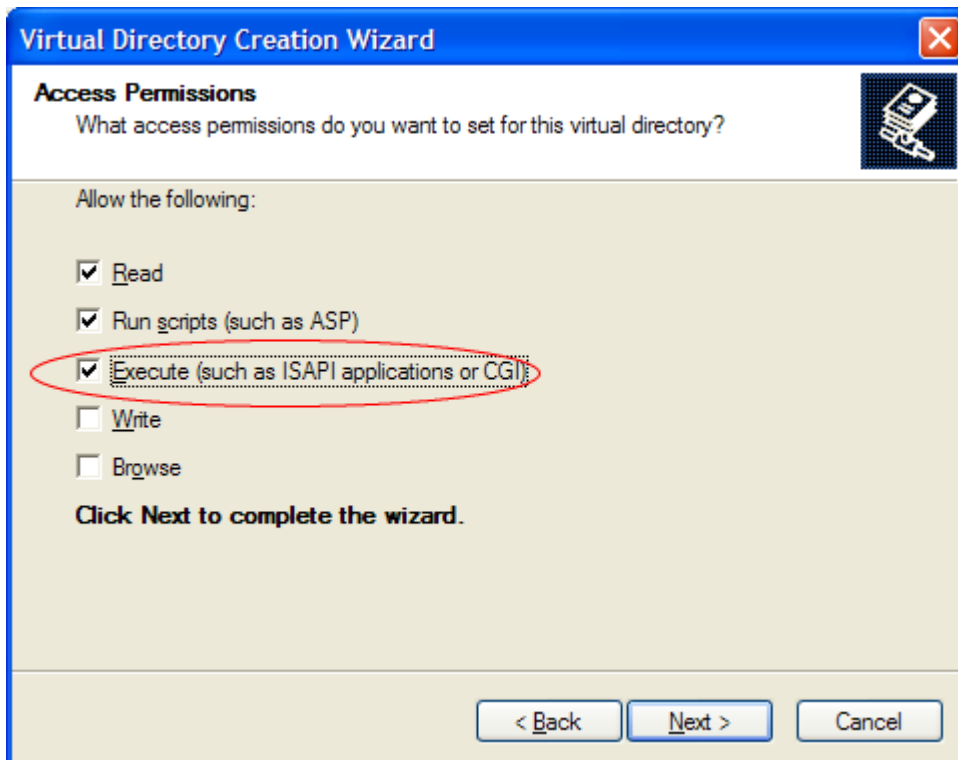 Virtual Directory Creation Wizard
Access Permissions
What access permissions do you want to set for this virtual directory?
Allow the following:
Read
Run scripts (such as ASP)
Execute (such as ISAPI applications or CGI)
Write
Browse
Click Next to complete the wizard.
< Back Next > Cancel